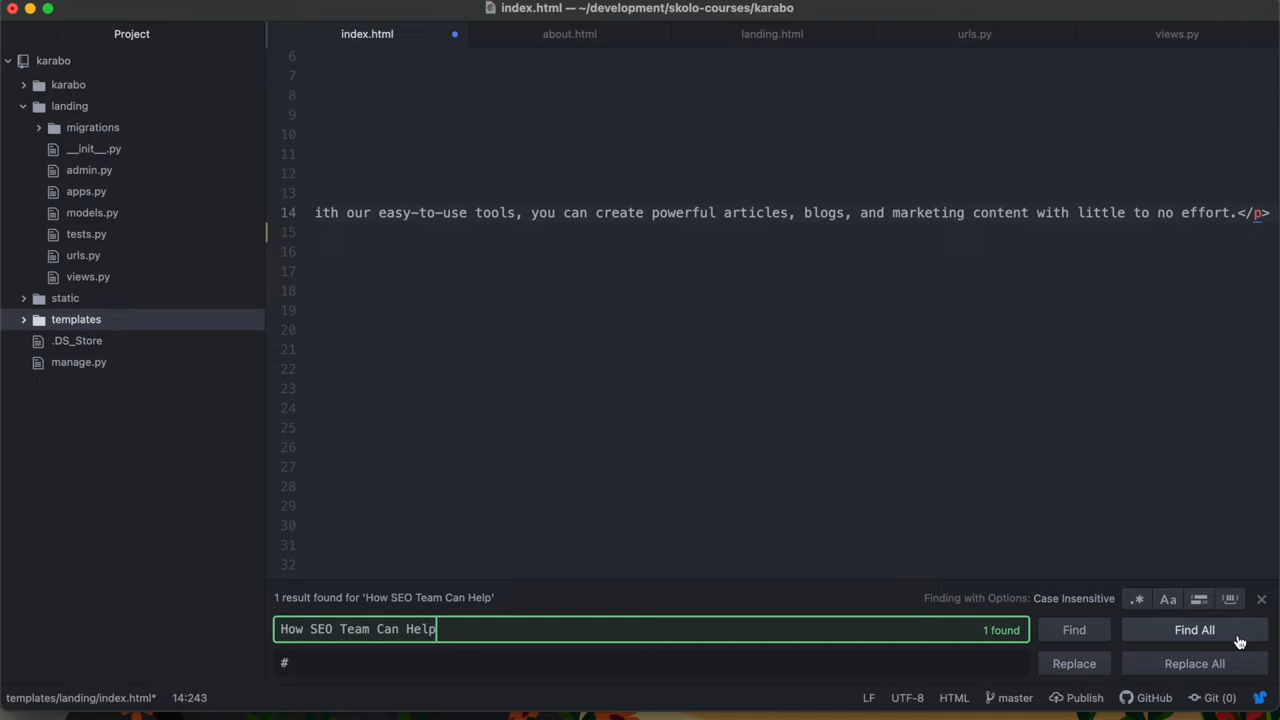 index.html — ~/development/skolo-courses/karabo
Project
index.html
about.html
landing.html
urls.py
views.py
karabo
karabo
landing
migrations
__init__.py
admin.py
apps.py
models.py
tests.py
urls.py
views.py
static
templates
.DS_Store
manage.py
6
7
8
9
10
11
12
13
14 ith our easy-to-use tools, you can create powerful articles, blogs, and marketing content with little to no effort.</p>
15
16
17
18
19
20
21
22
23
24
25
26
27
28
29
30
31
32
1 result found for 'How SEO Team Can Help'
Finding with Options: Case Insensitive
.*
Aa
How SEO Team Can Help
1 found
Find
Find All
#
Replace
Replace All
templates/landing/index.html* 14:243
LF UTF-8 HTML master Publish GitHub Git (0)